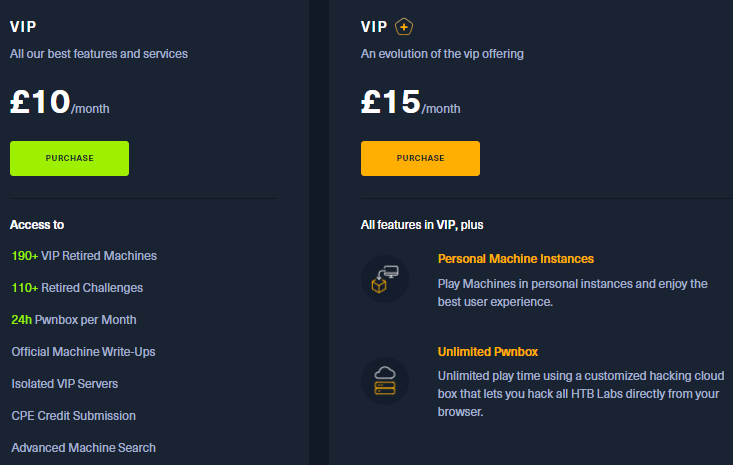 VIP
All our best features and services
£10/month
PURCHASE
Access to
190+ VIP Retired Machines
110+ Retired Challenges
24h Pwnbox per Month
Official Machine Write-Ups
Isolated VIP Servers
CPE Credit Submission
Advanced Machine Search
VIP +
An evolution of the vip offering
£15/month
PURCHASE
All features in VIP, plus
Personal Machine Instances
Play Machines in personal instances and enjoy the
best user experience.
Unlimited Pwnbox
Unlimited play time using a customized hacking cloud
box that lets you hack all HTB Labs directly from your
browser.